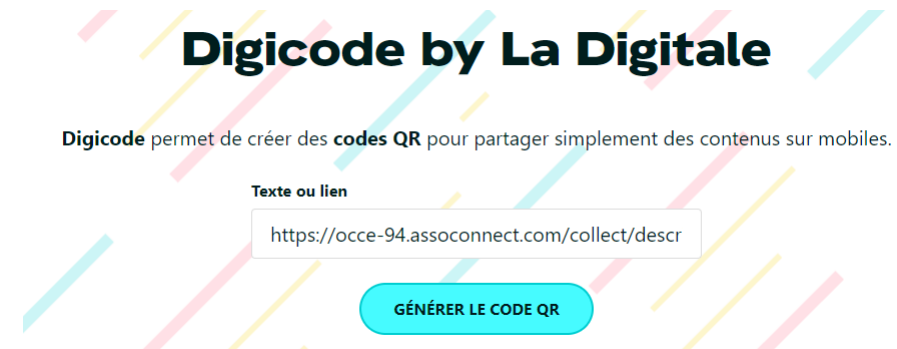 Digicode by La Digitale
Digicode permet de créer des codes QR pour partager simplement des contenus sur mobiles.
Texte ou lien
https://occe-94.assoconnect.com/collect/descr
GÉNÉRER LE CODE QR